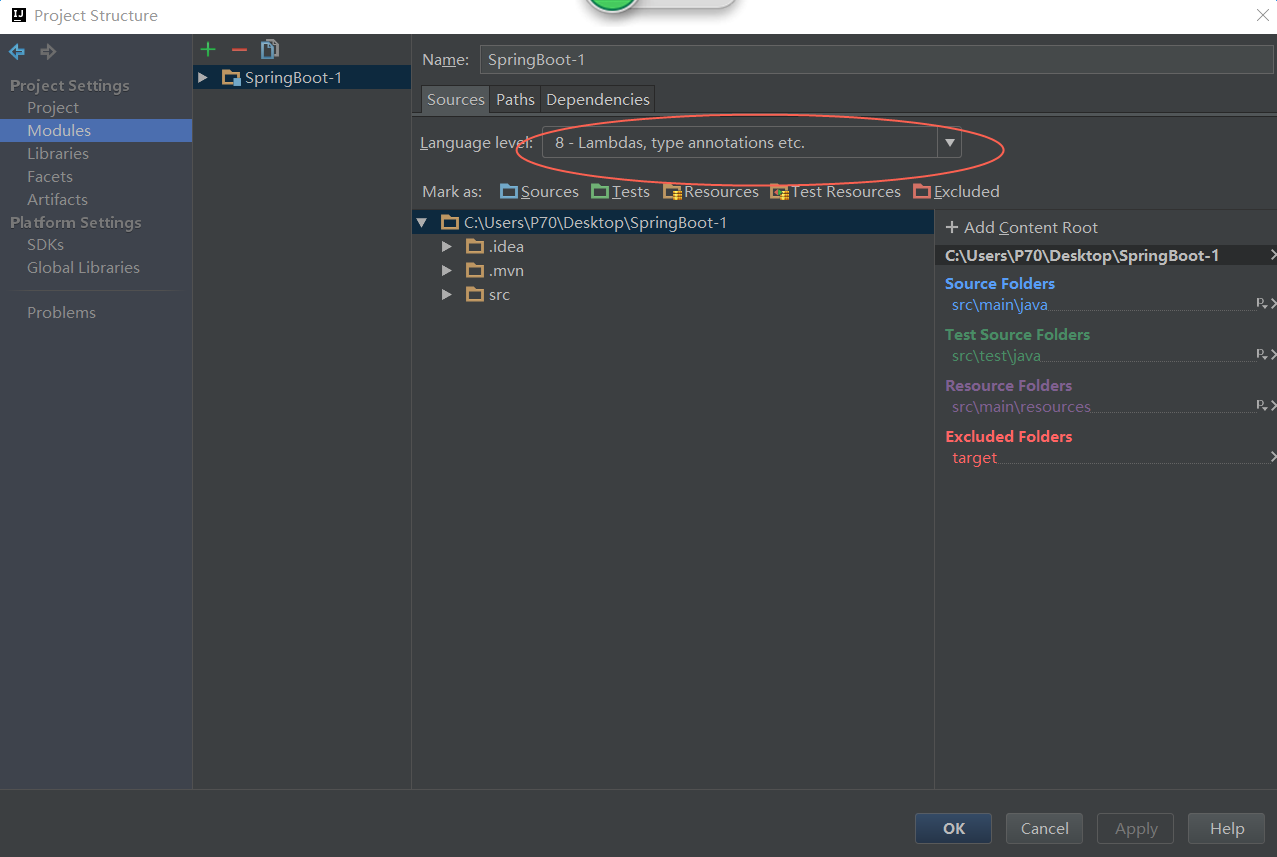 Project Structure
Project Settings
Project
Modules
Libraries
Facets
Artifacts
Platform Settings
SDKs
Global Libraries
Problems
SpringBoot-1
Name: SpringBoot-1
Sources Paths Dependencies
Language level: 8 - Lambdas, type annotations etc.
Mark as: Sources Tests Resources Test Resources Excluded
C:\Users\P70\Desktop\SpringBoot-1
.idea
.mvn
src
+ Add Content Root
C:\Users\P70\Desktop\SpringBoot-1
Source Folders
src\main\java
Test Source Folders
src\test\java
Resource Folders
src\main\resources
Excluded Folders
target
OK Cancel Apply Help